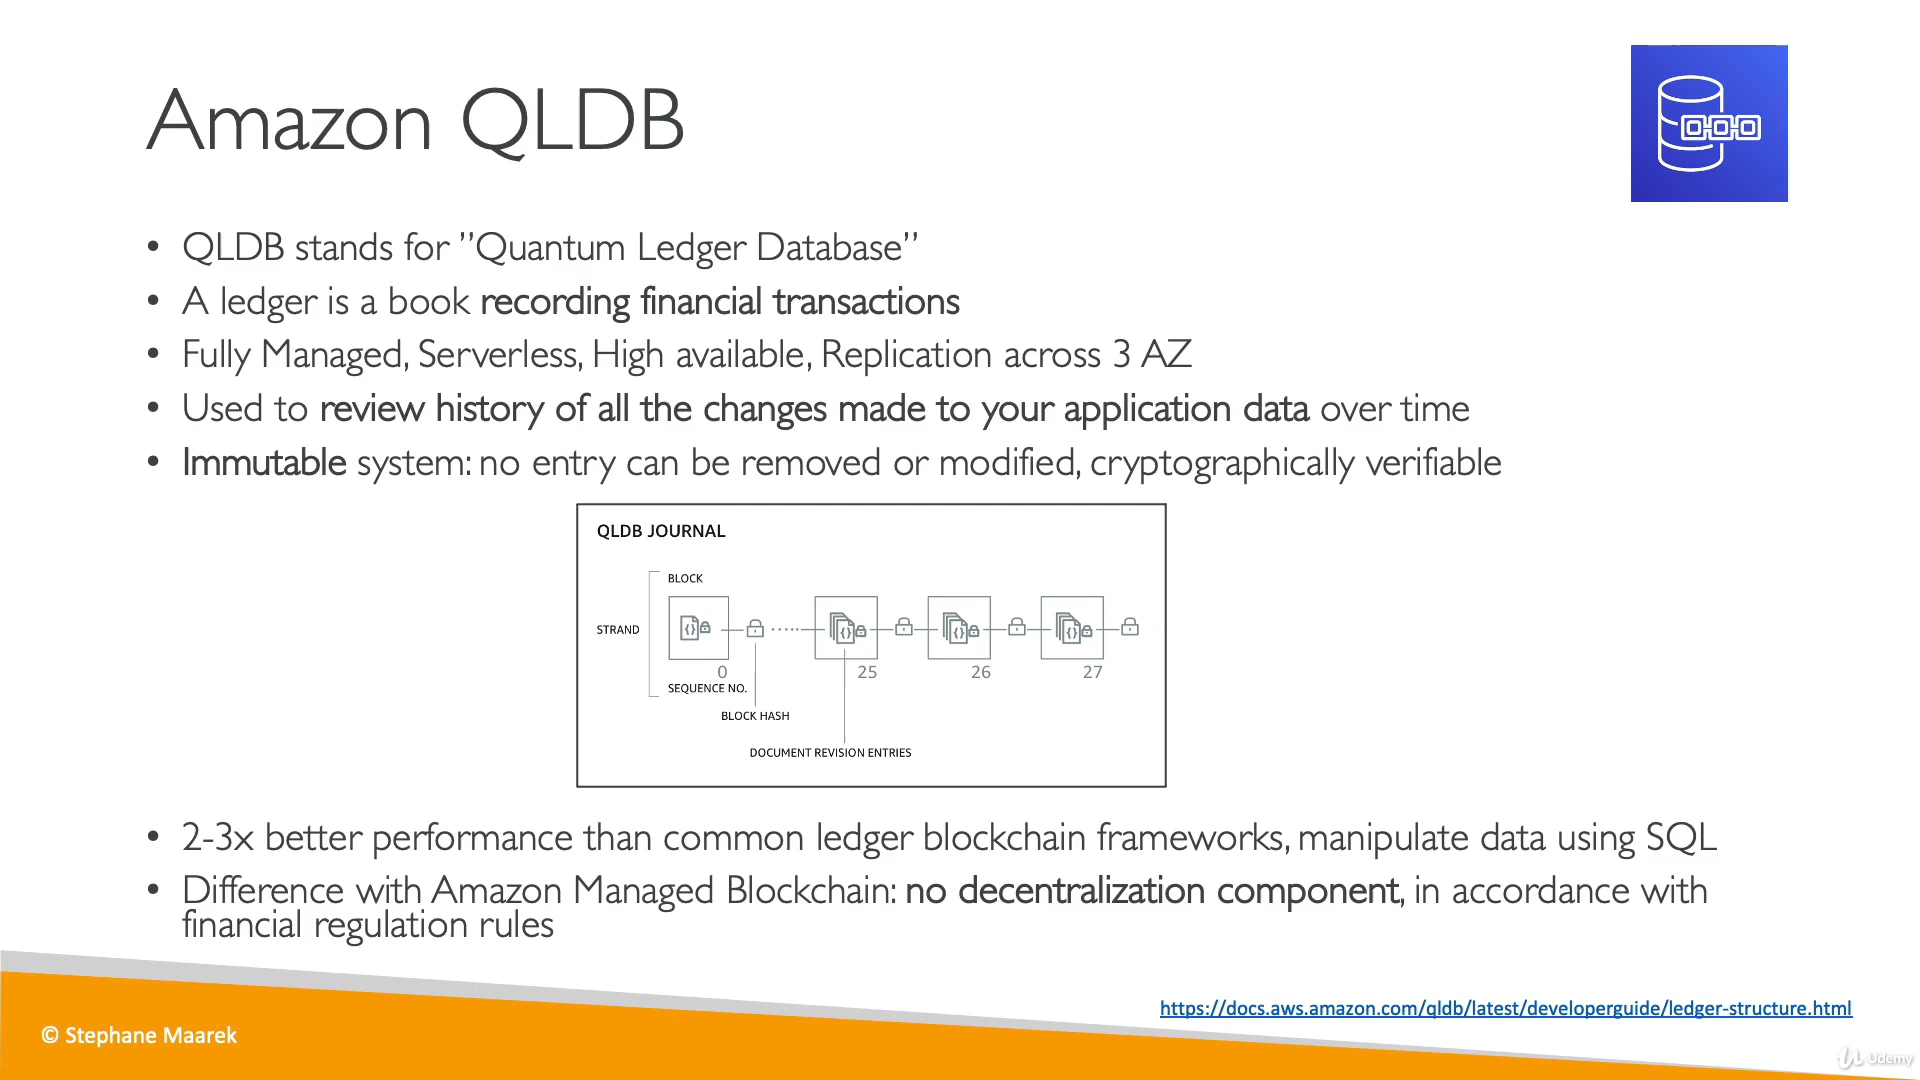 Amazon QLDB
• QLDB stands for ”Quantum Ledger Database”
• A ledger is a book recording financial transactions
• Fully Managed, Serverless, High available, Replication across 3 AZ
• Used to review history of all the changes made to your application data over time
• Immutable system: no entry can be removed or modified, cryptographically verifiable
QLDB JOURNAL
BLOCK
STRAND
0
25
26
27
SEQUENCE NO.
BLOCK HASH
DOCUMENT REVISION ENTRIES
• 2-3x better performance than common ledger blockchain frameworks, manipulate data using SQL
• Difference with Amazon Managed Blockchain: no decentralization component, in accordance with
financial regulation rules
https://docs.aws.amazon.com/qldb/latest/developerguide/ledger-structure.html
© Stephane Maarek
Udemy